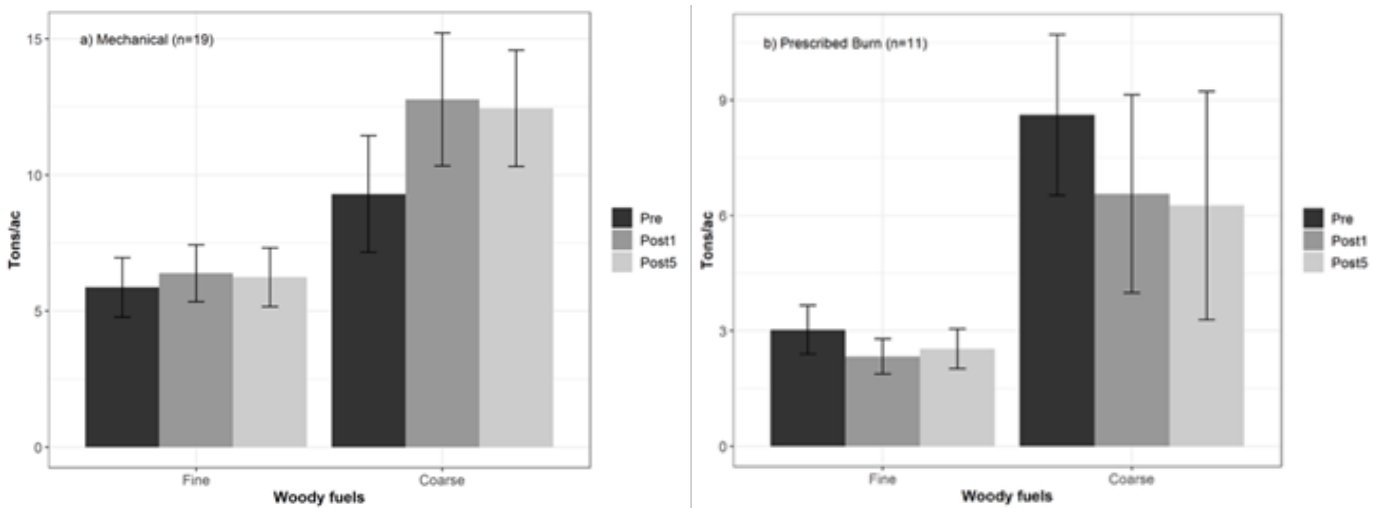 a) Mechanical (n=19)
15
10
5
0
Tons/ac
Fine
Coarse
Woody fuels
Pre
Post1
Post5
b) Prescribed Burn (n=11)
9
6
3
0
Tons/ac
Fine
Coarse
Woody fuels
Pre
Post1
Post5